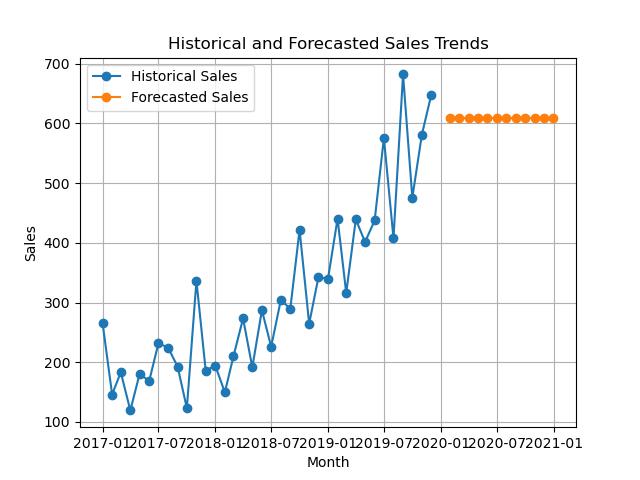 Historical and Forecasted Sales Trends
Historical Sales
Forecasted Sales
700
600
500
400
300
200
100
Sales
2017-01 2017-07 2018-01 2018-07 2019-01 2019-07 2020-01 2020-07 2021-01
Month